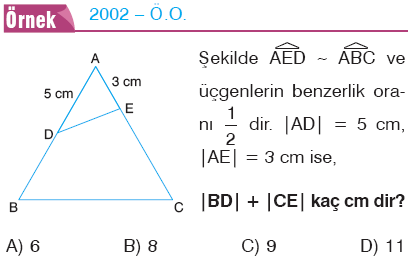 Örnek
2002 – Ö.O.
A
5 cm
3 cm
D
E
B
C
Şekilde AED ~ ABC ve
üçgenlerin benzerlik ora-
nı 1/2 dir. |AD| = 5 cm,
|AE| = 3 cm ise,
|BD| + |CE| kaç cm dir?
A) 6 B) 8 C) 9 D) 11